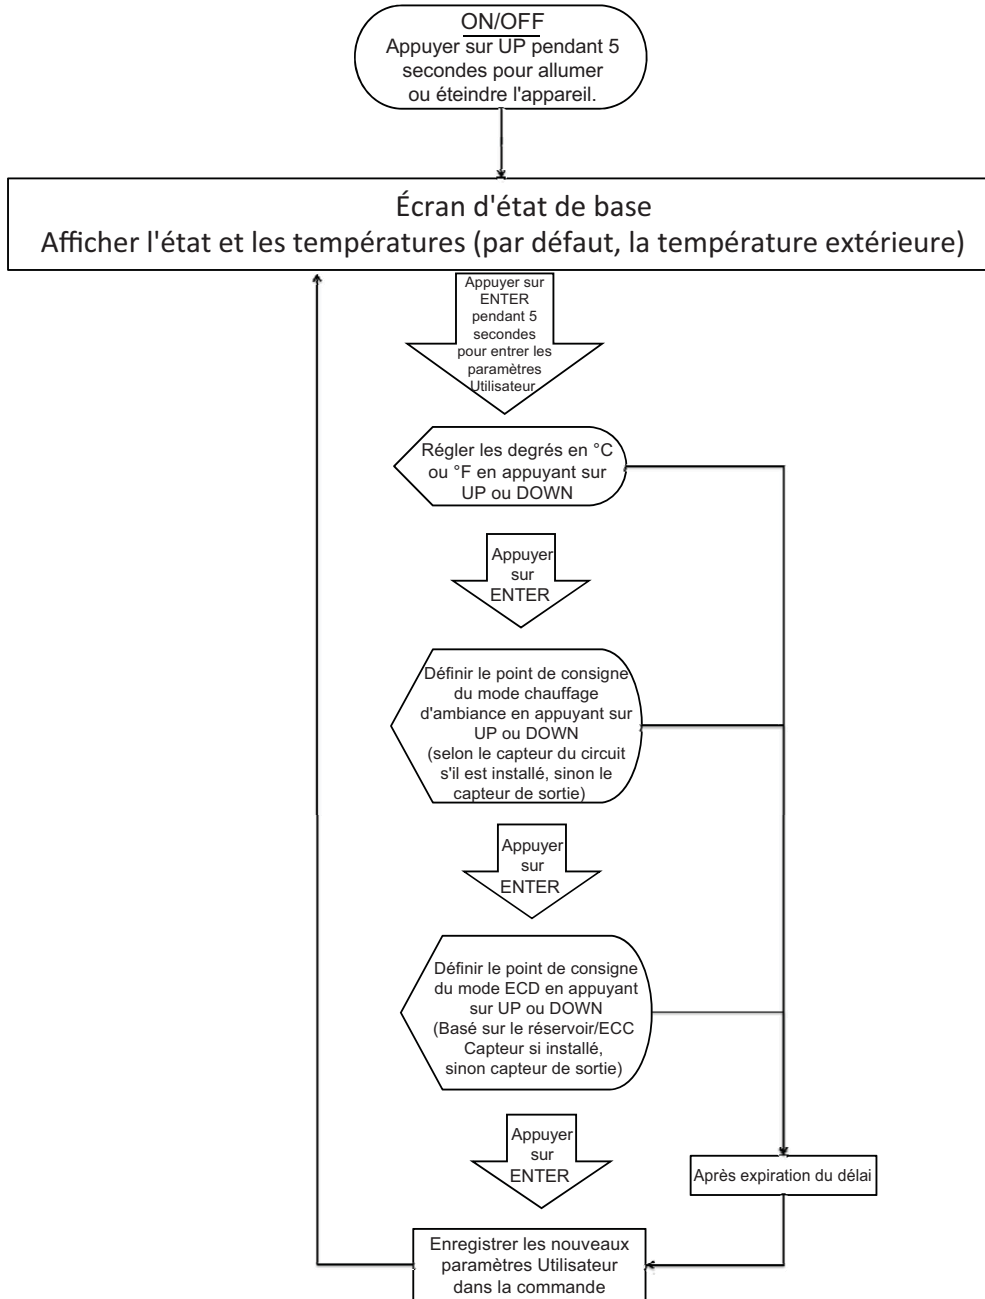 ON/OFF
Appuyer sur UP pendant 5
secondes pour allumer
ou éteindre l'appareil.
Écran d'état de base
Afficher l'état et les températures (par défaut, la température extérieure)
Appuyer sur
ENTER
pendant 5
secondes
pour entrer les
paramètres
Utilisateur
Régler les degrés en °C
ou °F en appuyant sur
UP ou DOWN
Appuyer
sur
ENTER
Définir le point de consigne
du mode chauffage
d'ambiance en appuyant sur
UP ou DOWN
(selon le capteur du circuit
s'il est installé, sinon le
capteur de sortie)
Appuyer
sur
ENTER
Définir le point de consigne
du mode ECD en appuyant
sur UP ou DOWN
(Basé sur le réservoir/ECC
Capteur si installé,
sinon capteur de sortie)
Appuyer
sur
ENTER
Après expiration du délai
Enregistrer les nouveaux
paramètres Utilisateur
dans la commande